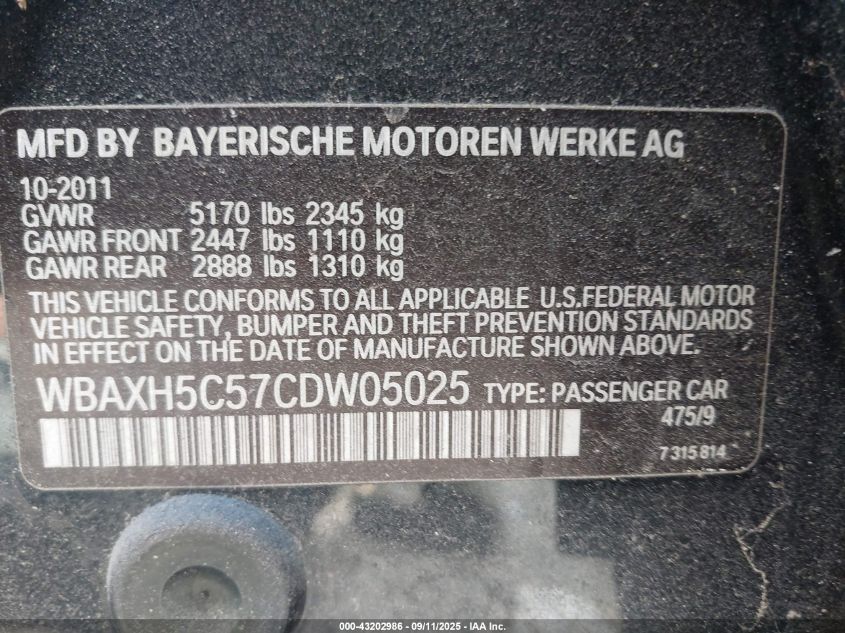 MFD BY BAYERISCHE MOTOREN WERKE AG
10-2011
GVWR 5170 lbs 2345 kg
GAWR FRONT 2447 lbs 1110 kg
GAWR REAR 2888 lbs 1310 kg
THIS VEHICLE CONFORMS TO ALL APPLICABLE U.S.FEDERAL MOTOR
VEHICLE SAFETY, BUMPER AND THEFT PREVENTION STANDARDS
IN EFFECT ON THE DATE OF MANUFACTURE SHOWN ABOVE.
WBAXH5C57CDW05025 TYPE: PASSENGER CAR
475/9
7 315 814
000-43202986 - 09/11/2025 - IAA Inc.